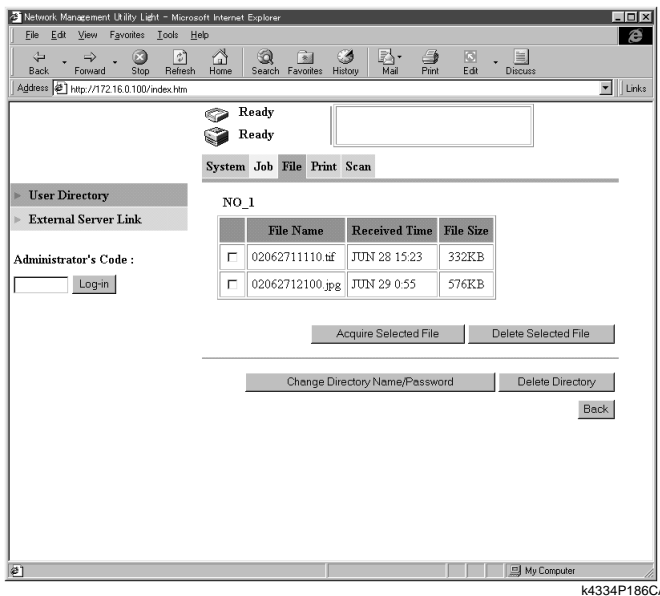 Network Management Utility Light - Microsoft Internet Explorer
File Edit View Favorites Tools Help
Back Forward Stop Refresh Home Search Favorites History Mail Print Edit Discuss
Address http://172.16.0.100/index.htm Links
Ready
Ready
System Job File Print Scan
User Directory
External Server Link
Administrator's Code :
Log-in
NO_1
File Name Received Time File Size
02062711110.tif JUN 28 15:23 332KB
02062712100.jpg JUN 29 0:55 576KB
Acquire Selected File Delete Selected File
Change Directory Name/Password Delete Directory
Back
My Computer
k4334P186CA